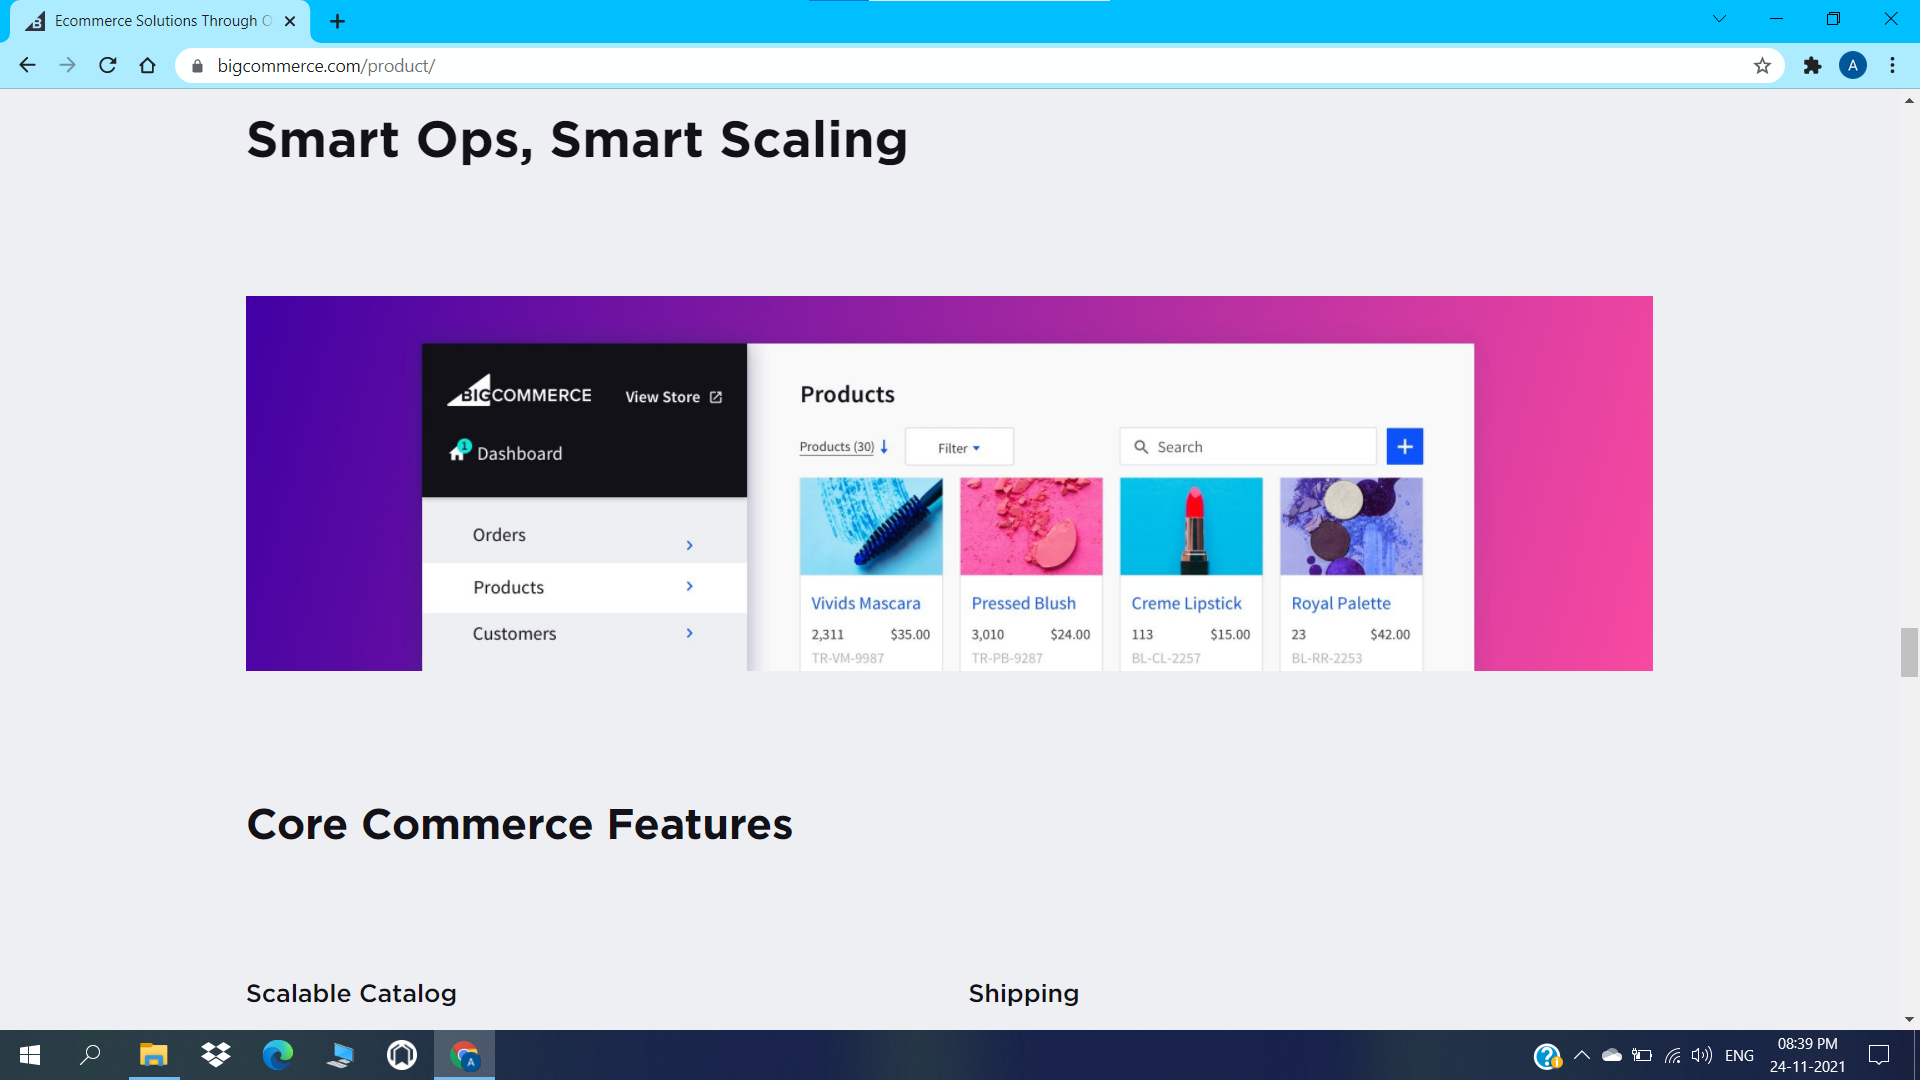 Ecommerce Solutions Through O
bigcommerce.com/product/
A
Smart Ops, Smart Scaling
BIGCOMMERCE
View Store
1
Dashboard
Orders
Products
Customers
Products
Products (30)
Filter
Search
Vivids Mascara
2,311 $35.00
TR-VM-9987
Pressed Blush
3,010 $24.00
TR-PB-9287
Creme Lipstick
113 $15.00
BL-CL-2257
Royal Palette
23 $42.00
BL-RR-2253
Core Commerce Features
Scalable Catalog
Shipping
A
ENG
08:39 PM
24-11-2021